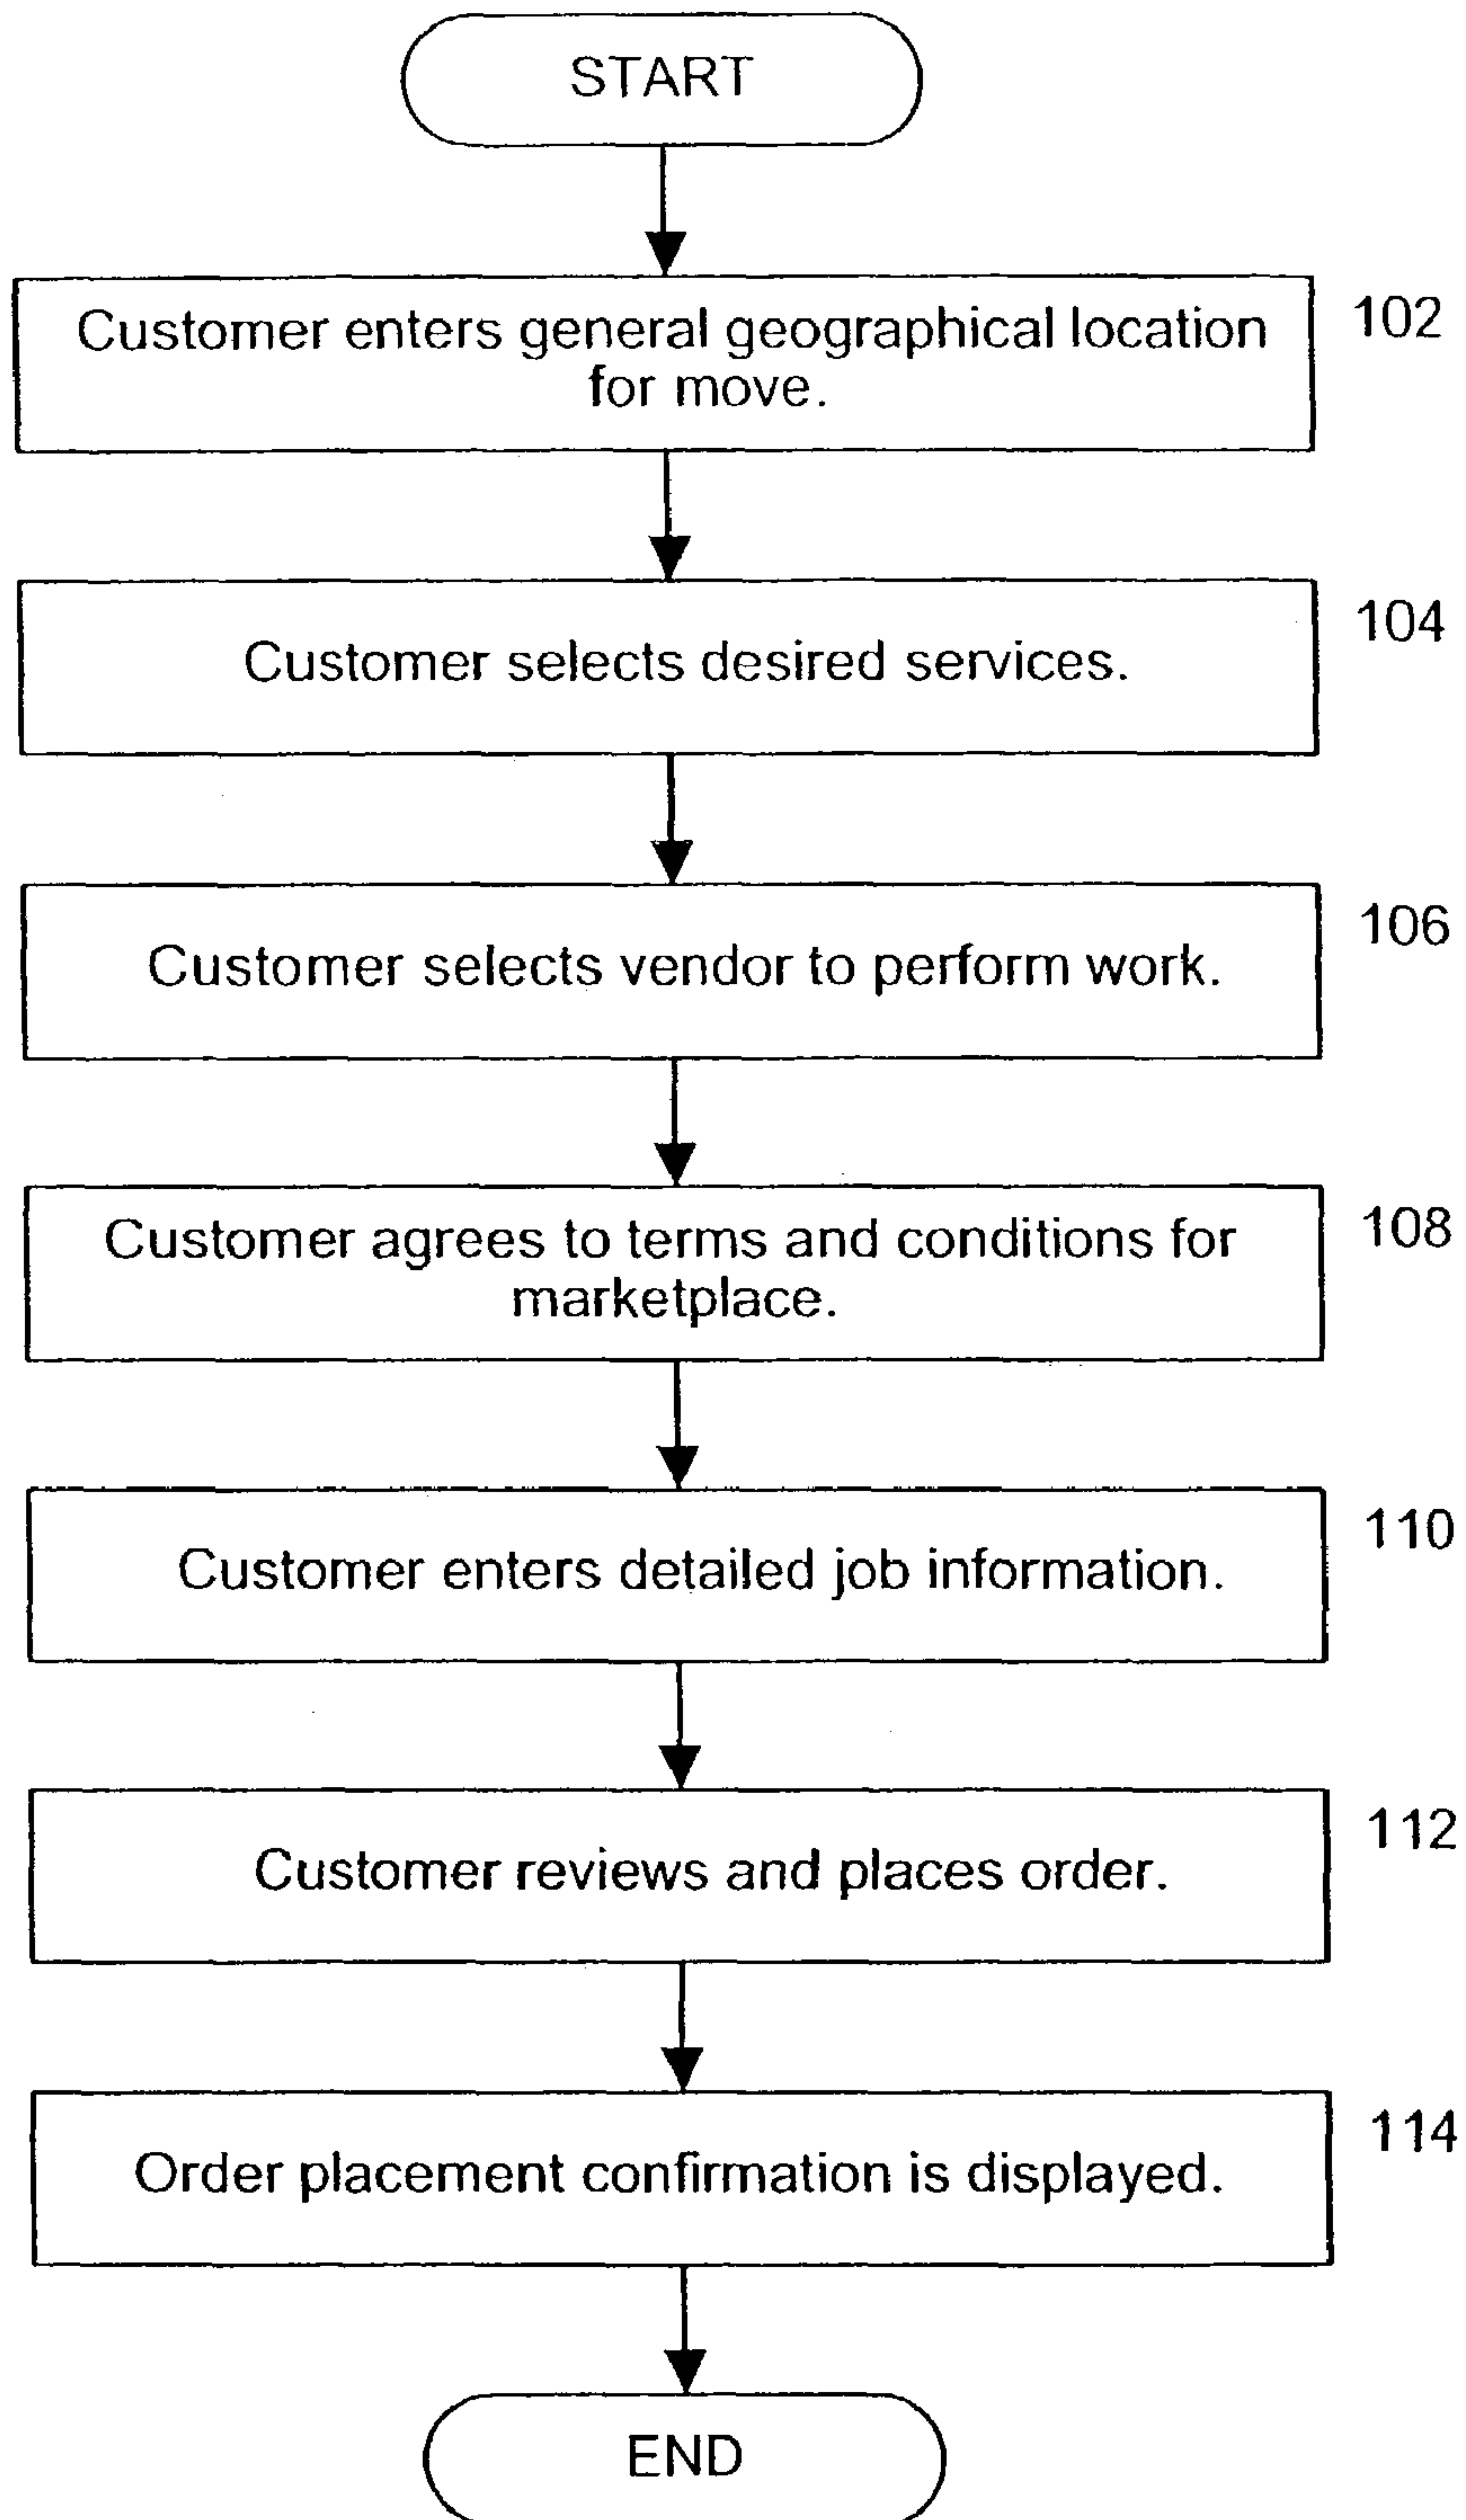 START
Customer enters general geographical location
for move.
102
Customer selects desired services.
104
Customer selects vendor to perform work.
106
Customer agrees to terms and conditions for
marketplace.
108
Customer enters detailed job information.
110
Customer reviews and places order.
112
Order placement confirmation is displayed.
114
END